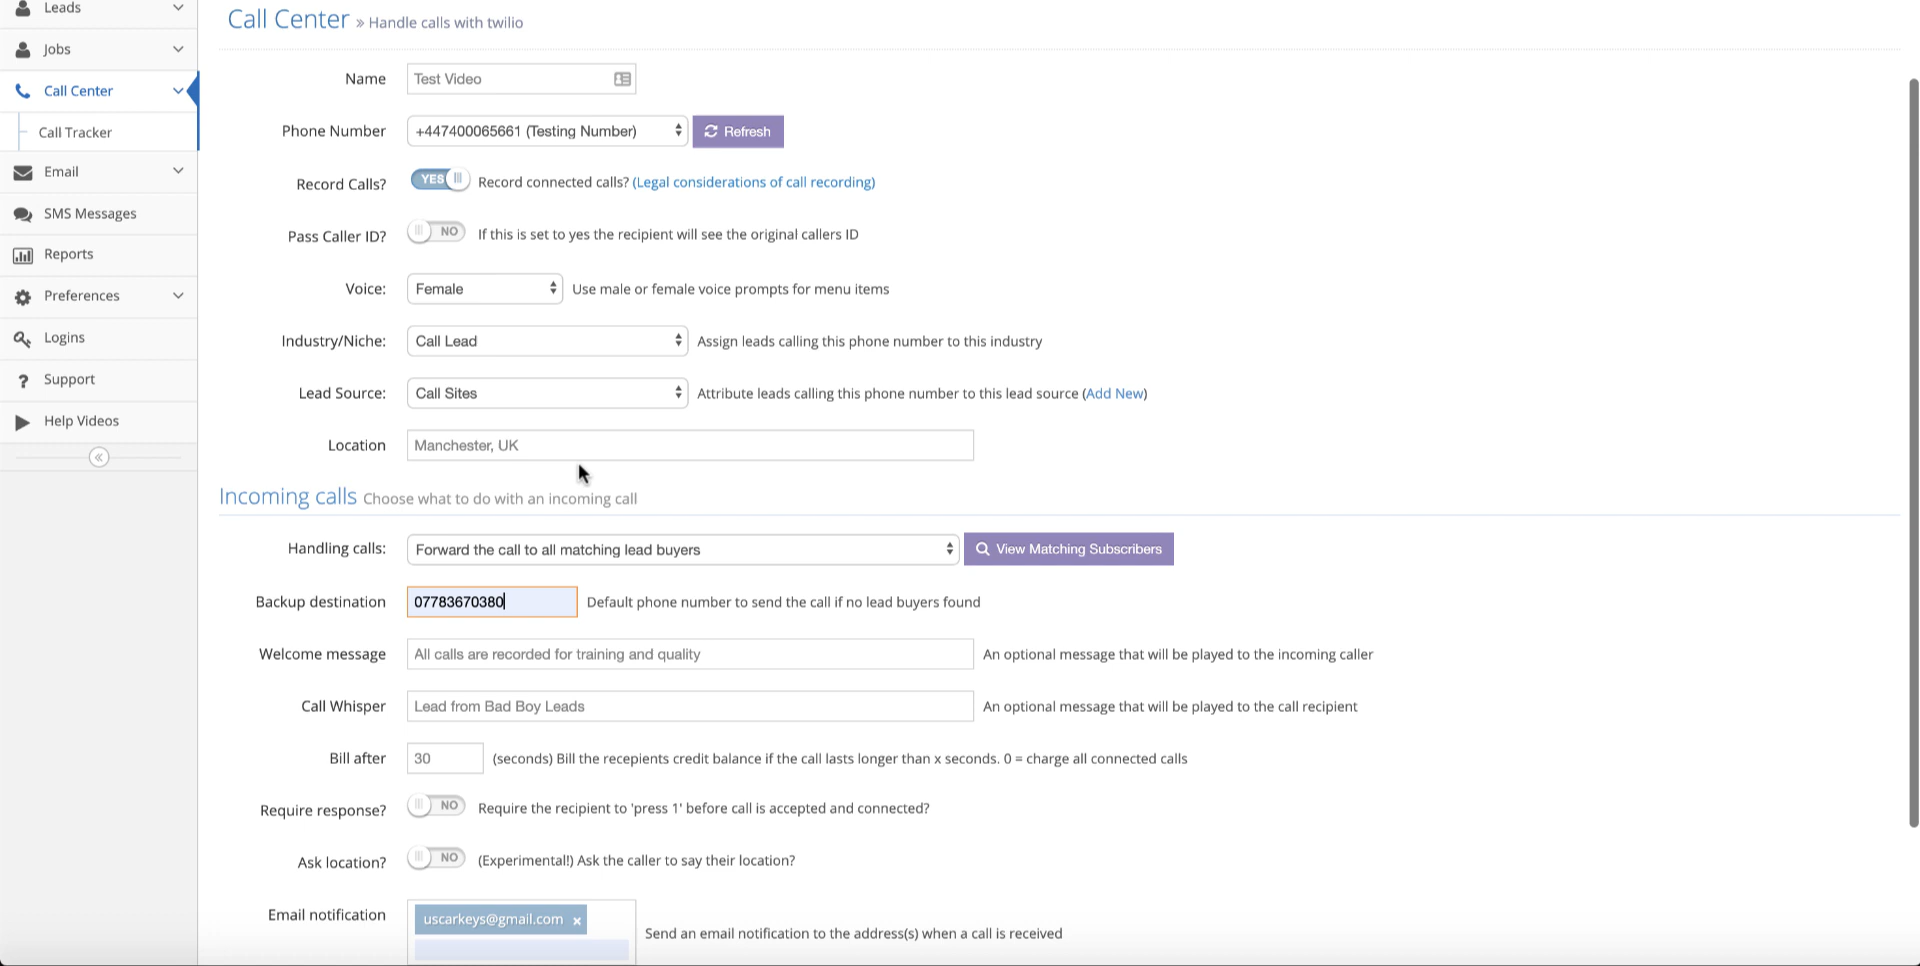 Leads
Jobs
Call Center
Call Tracker
Email
SMS Messages
Reports
Preferences
Logins
Support
Help Videos
Call Center » Handle calls with twilio
Name Test Video
Phone Number +447400065661 (Testing Number) Refresh
Record Calls? YES Record connected calls? (Legal considerations of call recording)
Pass Caller ID? NO If this is set to yes the recipient will see the original callers ID
Voice: Female Use male or female voice prompts for menu items
Industry/Niche: Call Lead Assign leads calling this phone number to this industry
Lead Source: Call Sites Attribute leads calling this phone number to this lead source (Add New)
Location Manchester, UK
Incoming calls Choose what to do with an incoming call
Handling calls: Forward the call to all matching lead buyers View Matching Subscribers
Backup destination 07783670380 Default phone number to send the call if no lead buyers found
Welcome message All calls are recorded for training and quality An optional message that will be played to the incoming caller
Call Whisper Lead from Bad Boy Leads An optional message that will be played to the call recipient
Bill after 30 (seconds) Bill the recepients credit balance if the call lasts longer than x seconds. 0 = charge all connected calls
Require response? NO Require the recipient to 'press 1' before call is accepted and connected?
Ask location? NO (Experimental!) Ask the caller to say their location?
Email notification uscarkeys@gmail.com × Send an email notification to the address(s) when a call is received